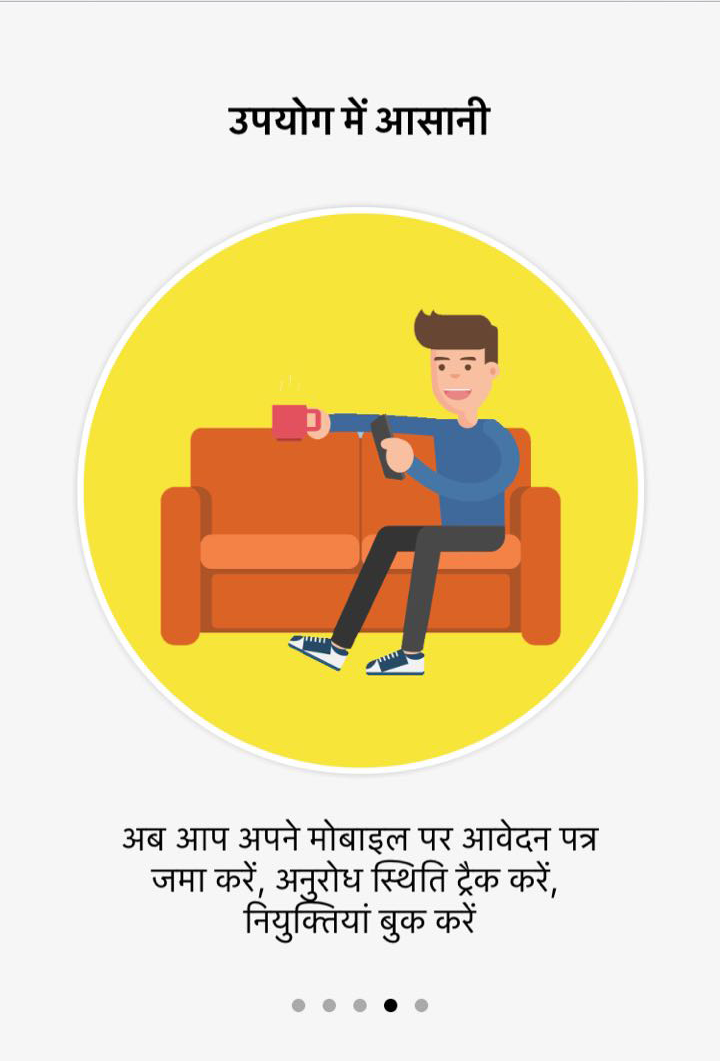 उपयोग में आसानी
अब आप अपने मोबाइल पर आवेदन पत्र
जमा करें, अनुरोध स्थिति ट्रैक करें,
नियुक्तियां बुक करें